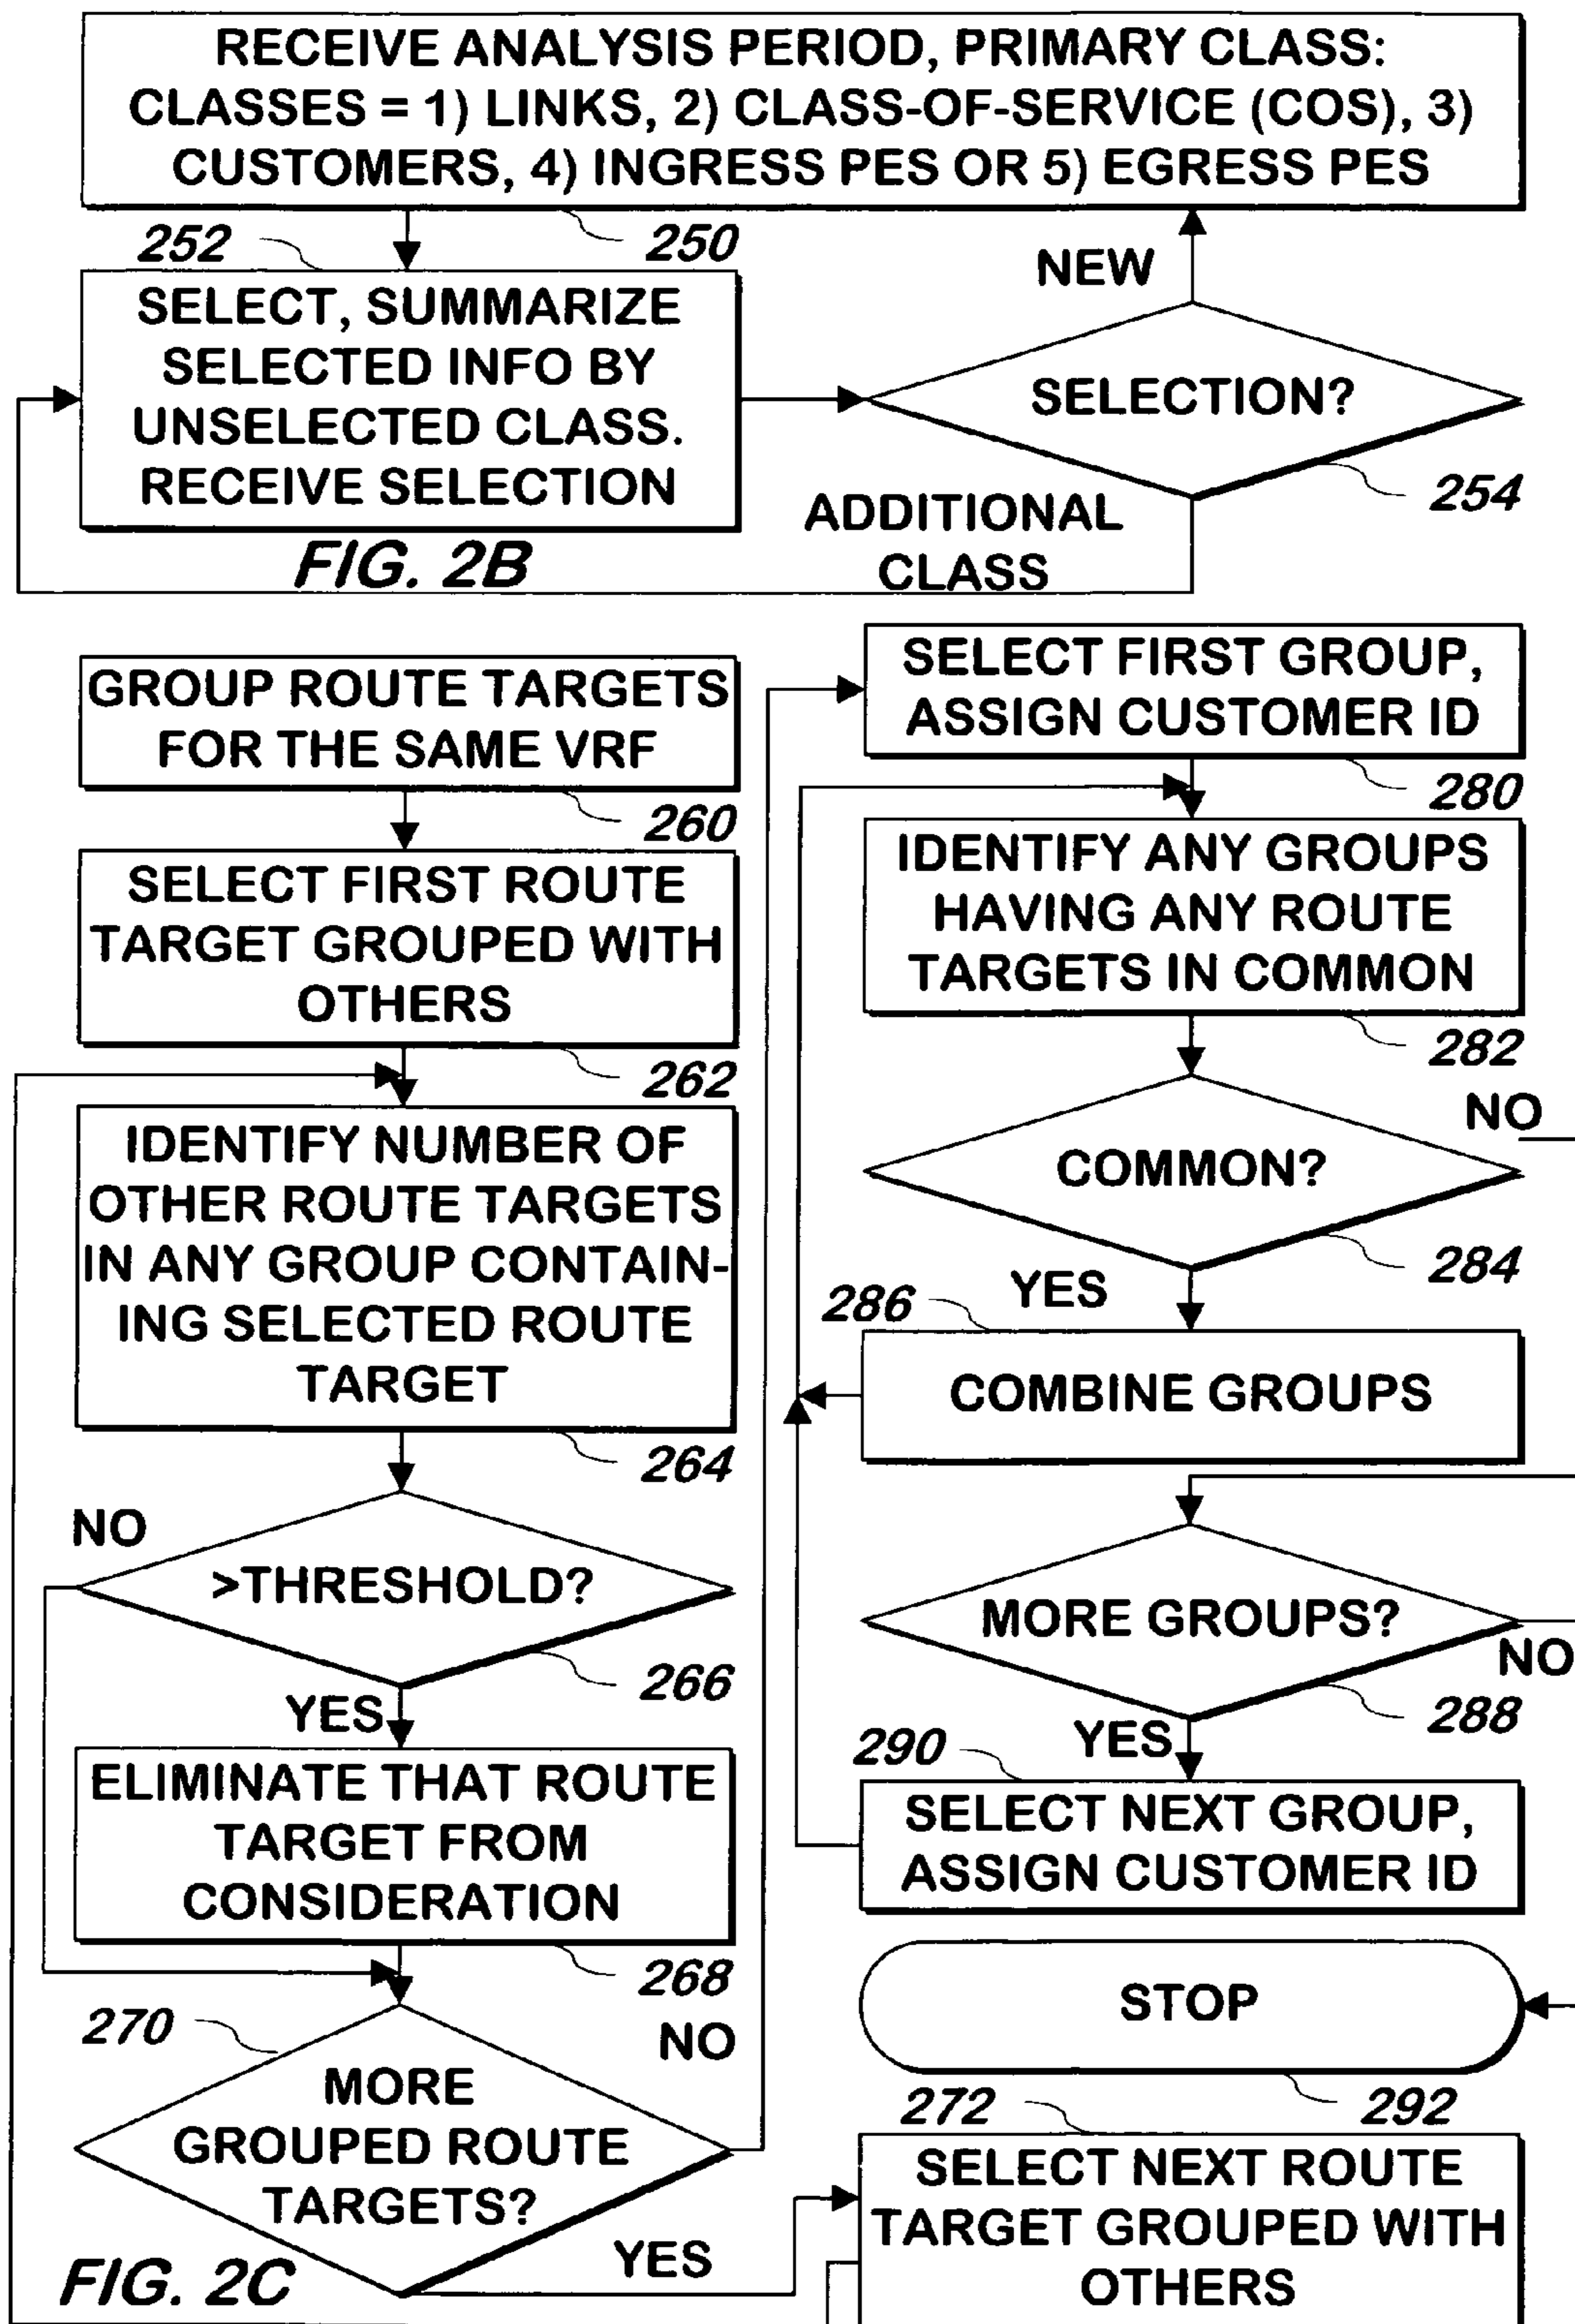 RECEIVE ANALYSIS PERIOD, PRIMARY CLASS:
CLASSES = 1) LINKS, 2) CLASS-OF-SERVICE (COS), 3)
CUSTOMERS, 4) INGRESS PES OR 5) EGRESS PES
250
252
SELECT, SUMMARIZE
SELECTED INFO BY
UNSELECTED CLASS.
RECEIVE SELECTION
NEW
SELECTION?
254
ADDITIONAL
CLASS
FIG. 2B
GROUP ROUTE TARGETS
FOR THE SAME VRF
260
SELECT FIRST ROUTE
TARGET GROUPED WITH
OTHERS
262
IDENTIFY NUMBER OF
OTHER ROUTE TARGETS
IN ANY GROUP CONTAIN-
ING SELECTED ROUTE
TARGET
264
NO
>THRESHOLD?
266
YES
ELIMINATE THAT ROUTE
TARGET FROM
CONSIDERATION
268
270
NO
MORE
GROUPED ROUTE
TARGETS?
YES
FIG. 2C
SELECT FIRST GROUP,
ASSIGN CUSTOMER ID
280
IDENTIFY ANY GROUPS
HAVING ANY ROUTE
TARGETS IN COMMON
282
NO
COMMON?
284
YES
286
COMBINE GROUPS
MORE GROUPS?
NO
288
YES
290
SELECT NEXT GROUP,
ASSIGN CUSTOMER ID
STOP
292
272
SELECT NEXT ROUTE
TARGET GROUPED WITH
OTHERS